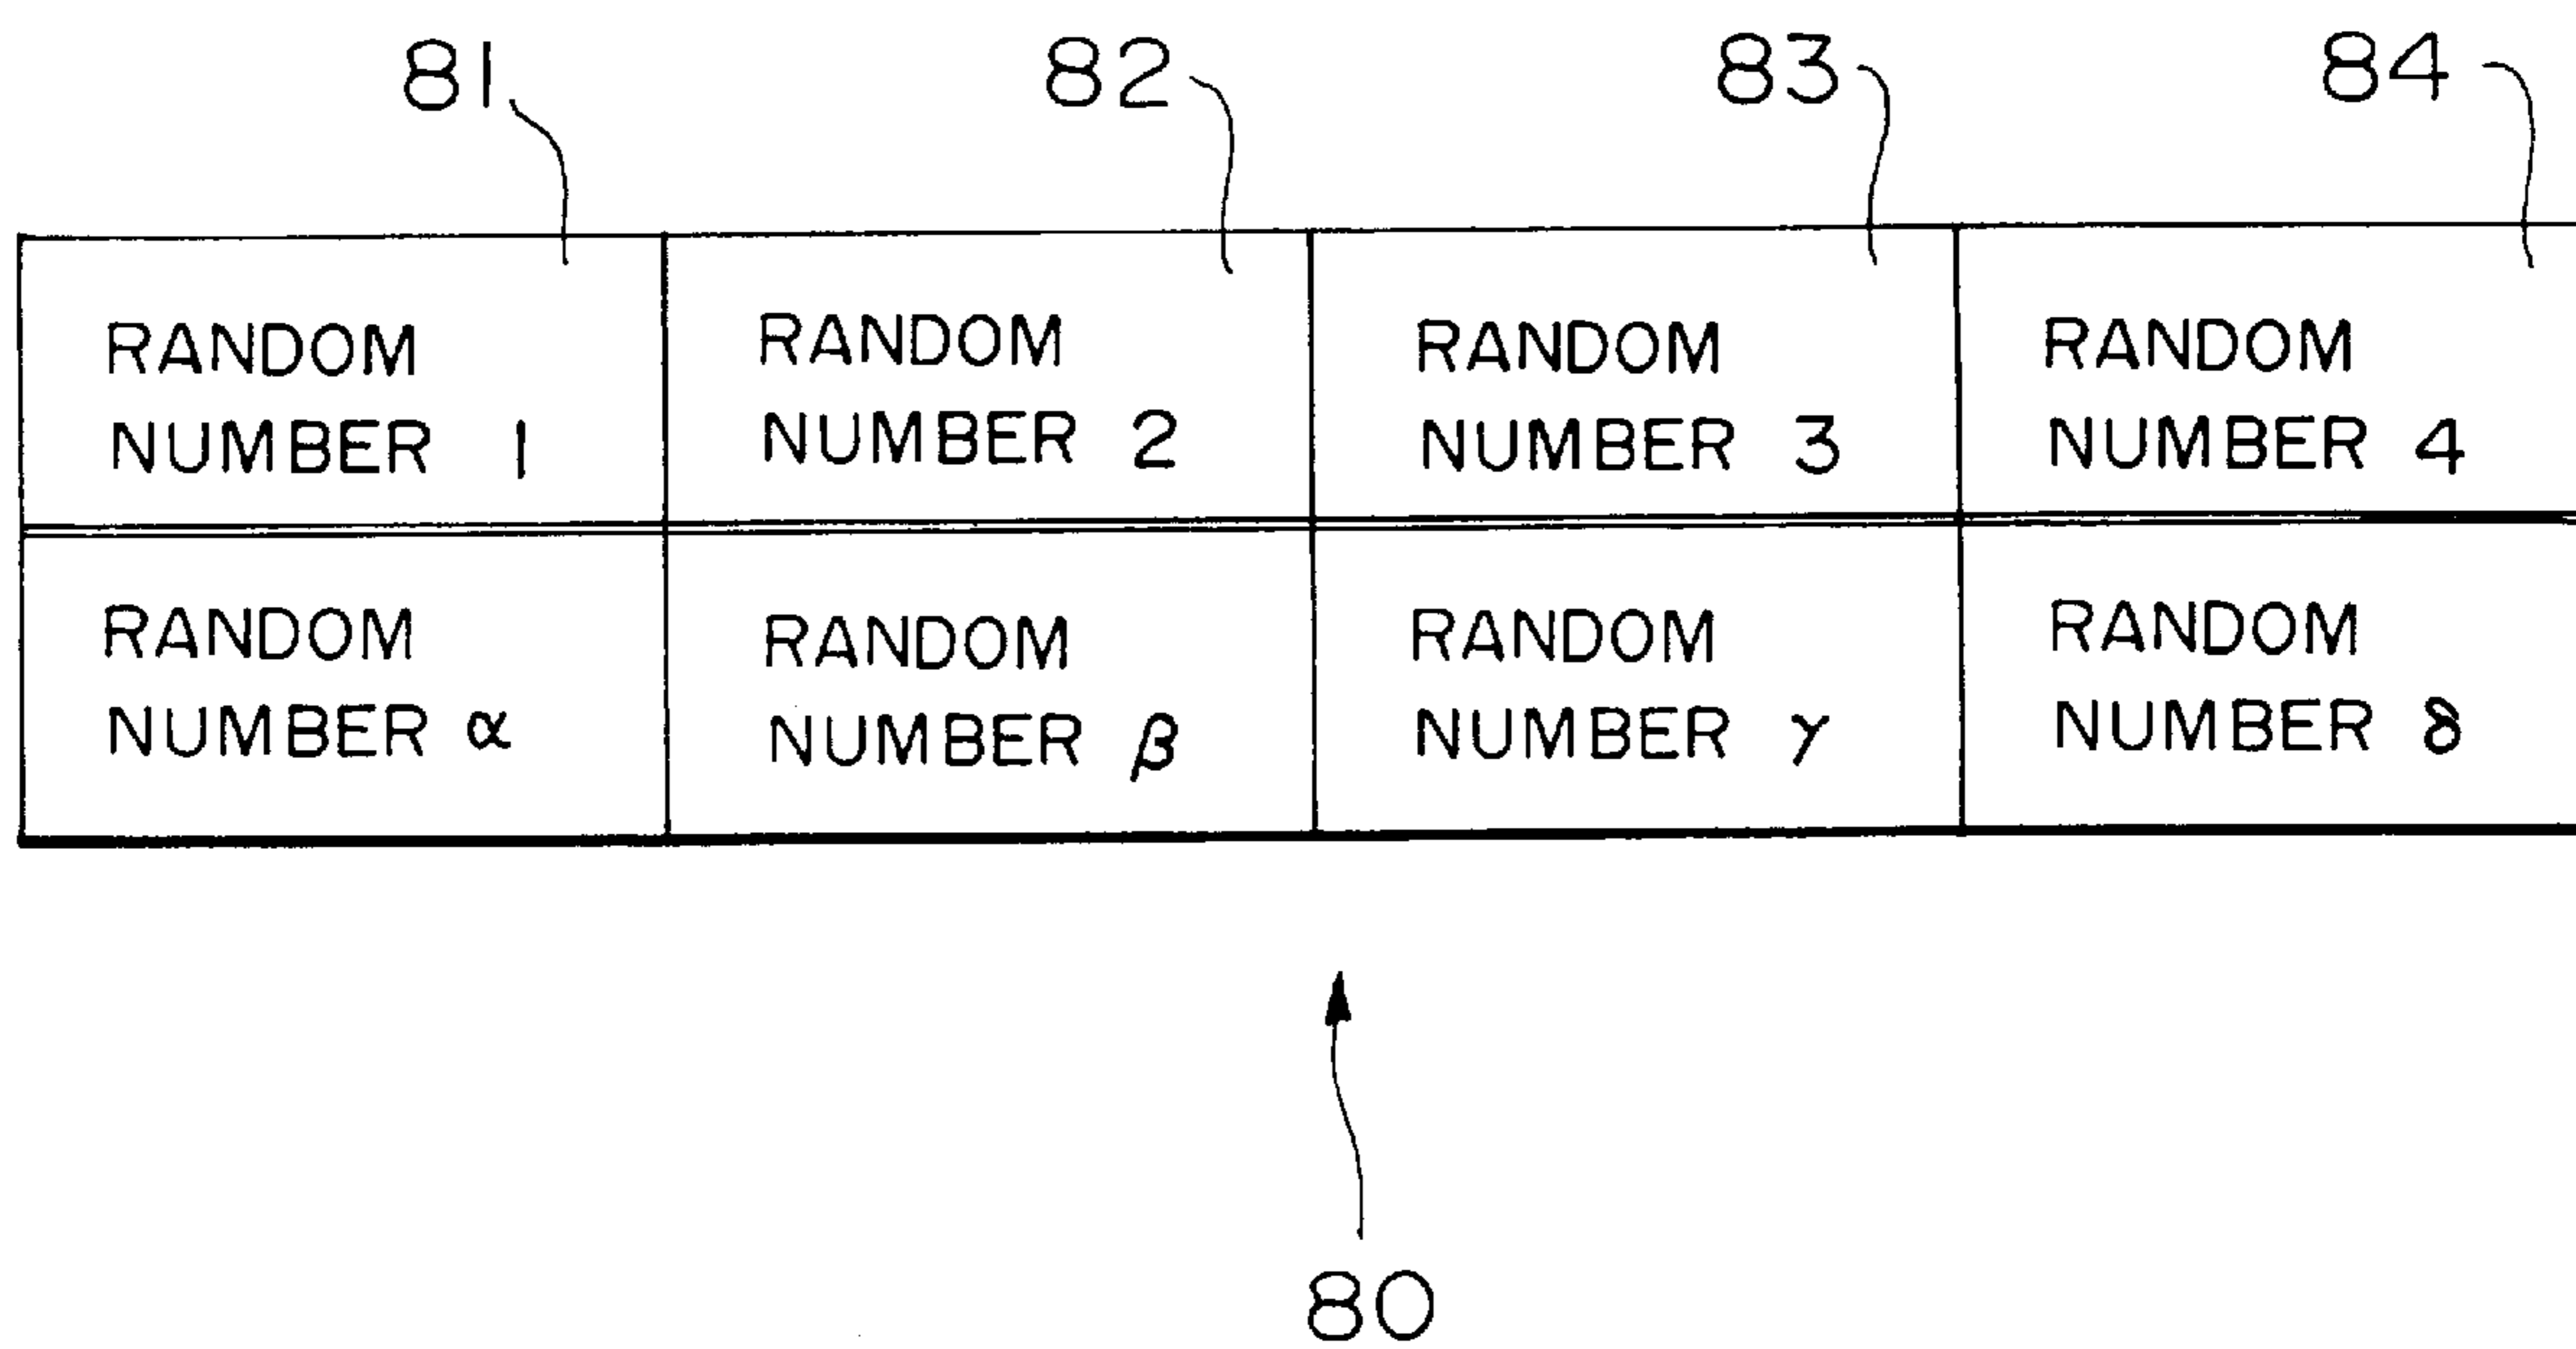 81 82 83 84
RANDOM RANDOM RANDOM RANDOM
NUMBER 1 NUMBER 2 NUMBER 3 NUMBER 4
RANDOM RANDOM RANDOM RANDOM
NUMBER α NUMBER β NUMBER γ NUMBER δ
80